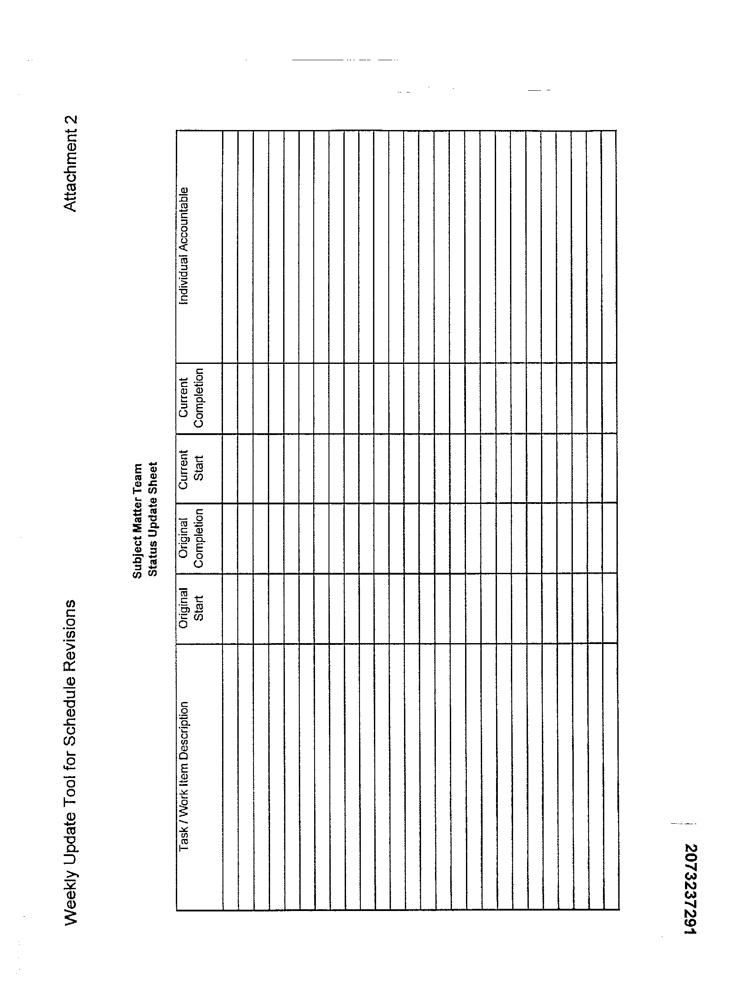 Weekly Update Tool for Schedule Revisions
Attachment 2
Subject Matter Team
Status Update Sheet
Task / Work Item Description
Original
Start
Original
Completion
Current
Start
Current
Completion
Individual Accountable
2073237291